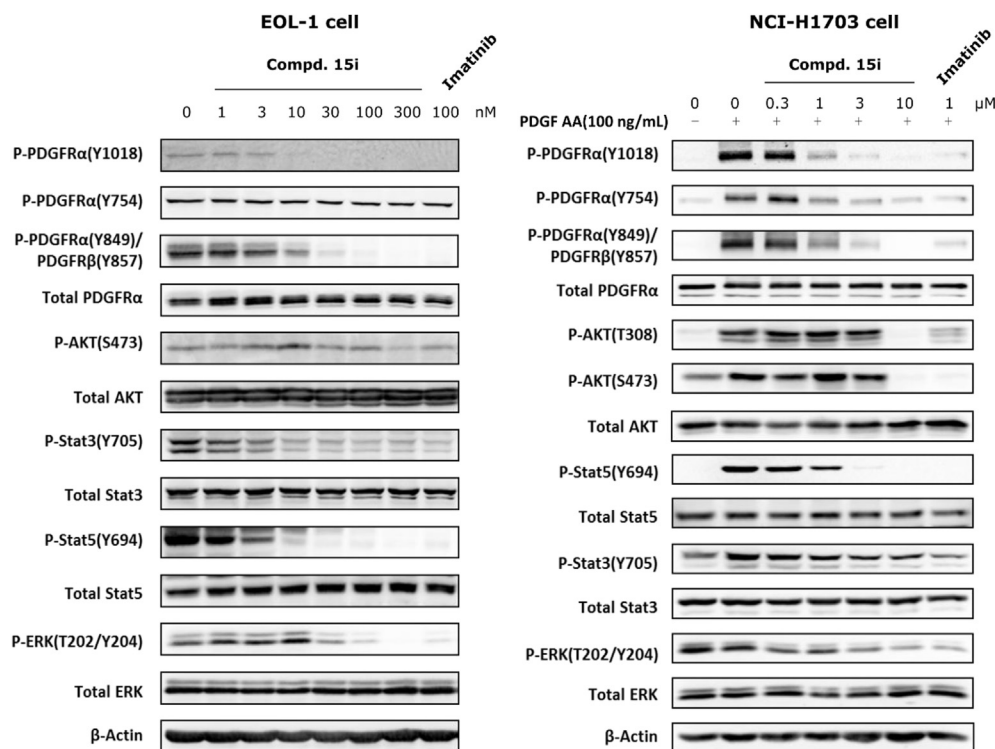 EOL-1 cell
Compd. 15i
Imatinib
0 1 3 10 30 100 300 100 nM
P-PDGFRα(Y1018)
P-PDGFRα(Y754)
P-PDGFRα(Y849)/
PDGFRβ(Y857)
Total PDGFRα
P-AKT(S473)
Total AKT
P-Stat3(Y705)
Total Stat3
P-Stat5(Y694)
Total Stat5
P-ERK(T202/Y204)
Total ERK
β-Actin
NCI-H1703 cell
Compd. 15i
Imatinib
0 0 0.3 1 3 10 1 μM
PDGF AA(100 ng/mL) − + + + + + +
P-PDGFRα(Y1018)
P-PDGFRα(Y754)
P-PDGFRα(Y849)/
PDGFRβ(Y857)
Total PDGFRα
P-AKT(T308)
P-AKT(S473)
Total AKT
P-Stat5(Y694)
Total Stat5
P-Stat3(Y705)
Total Stat3
P-ERK(T202/Y204)
Total ERK
β-Actin